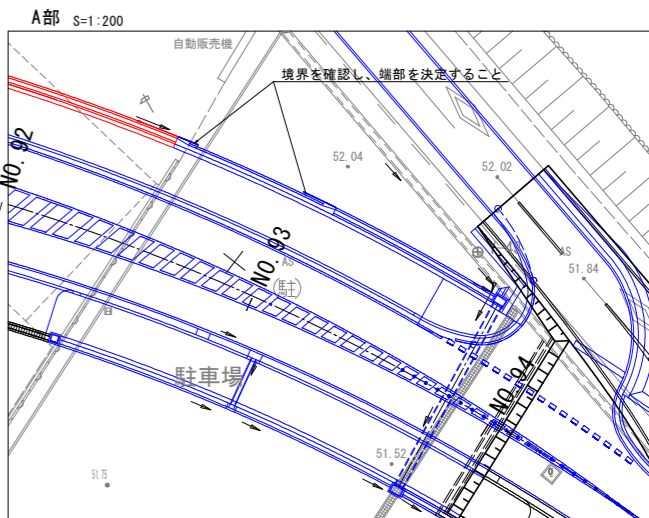 A部 S=1:200
自動販売機
境界を確認し、端部を決定すること
NO.92
52.04
52.02
NO.93
AS
(駐)
AS
51.84
駐車場
NO.94
51.52
51.75